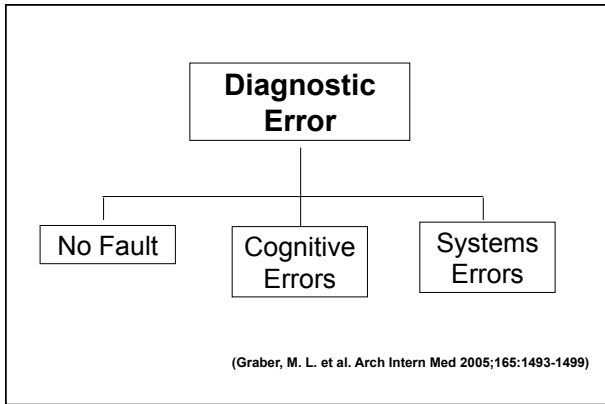 Diagnostic
Error
No Fault
Cognitive
Errors
Systems
Errors
(Graber, M. L. et al. Arch Intern Med 2005;165:1493-1499)